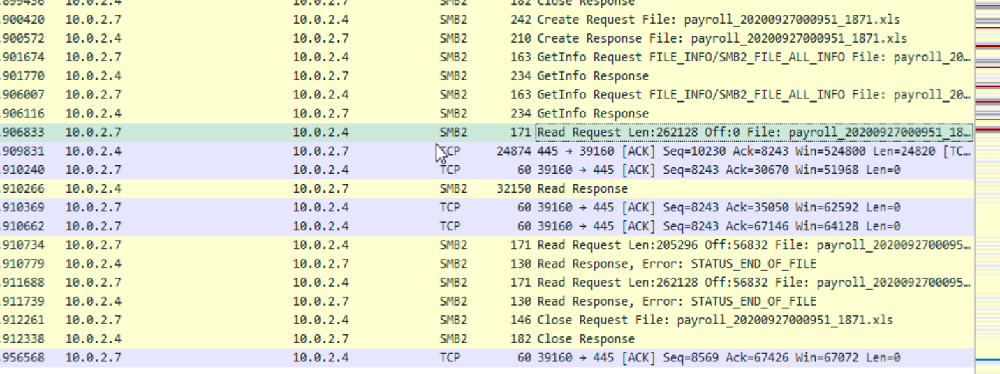 .899436 10.0.2.4 10.0.2.7 SMB2 182 Close Response
.900420 10.0.2.7 10.0.2.4 SMB2 242 Create Request File: payroll_20200927000951_1871.xls
.900572 10.0.2.4 10.0.2.7 SMB2 210 Create Response File: payroll_20200927000951_1871.xls
.901674 10.0.2.7 10.0.2.4 SMB2 163 GetInfo Request FILE_INFO/SMB2_FILE_ALL_INFO File: payroll_20…
.901770 10.0.2.4 10.0.2.7 SMB2 234 GetInfo Response
.906007 10.0.2.7 10.0.2.4 SMB2 163 GetInfo Request FILE_INFO/SMB2_FILE_ALL_INFO File: payroll_20…
.906116 10.0.2.4 10.0.2.7 SMB2 234 GetInfo Response
.906833 10.0.2.7 10.0.2.4 SMB2 171 Read Request Len:262128 Off:0 File: payroll_20200927000951_18…
.909831 10.0.2.4 10.0.2.7 TCP 24874 445 → 39160 [ACK] Seq=10230 Ack=8243 Win=524800 Len=24820 [TC…
.910240 10.0.2.7 10.0.2.4 TCP 60 39160 → 445 [ACK] Seq=8243 Ack=30670 Win=51968 Len=0
.910266 10.0.2.4 10.0.2.7 SMB2 32150 Read Response
.910369 10.0.2.7 10.0.2.4 TCP 60 39160 → 445 [ACK] Seq=8243 Ack=35050 Win=62592 Len=0
.910662 10.0.2.7 10.0.2.4 TCP 60 39160 → 445 [ACK] Seq=8243 Ack=67146 Win=64128 Len=0
.910734 10.0.2.7 10.0.2.4 SMB2 171 Read Request Len:205296 Off:56832 File: payroll_2020092700095…
.910779 10.0.2.4 10.0.2.7 SMB2 130 Read Response, Error: STATUS_END_OF_FILE
.911688 10.0.2.7 10.0.2.4 SMB2 171 Read Request Len:262128 Off:56832 File: payroll_2020092700095…
.911739 10.0.2.4 10.0.2.7 SMB2 130 Read Response, Error: STATUS_END_OF_FILE
.912261 10.0.2.7 10.0.2.4 SMB2 146 Close Request File: payroll_20200927000951_1871.xls
.912338 10.0.2.4 10.0.2.7 SMB2 182 Close Response
.956568 10.0.2.7 10.0.2.4 TCP 60 39160 → 445 [ACK] Seq=8569 Ack=67426 Win=67072 Len=0